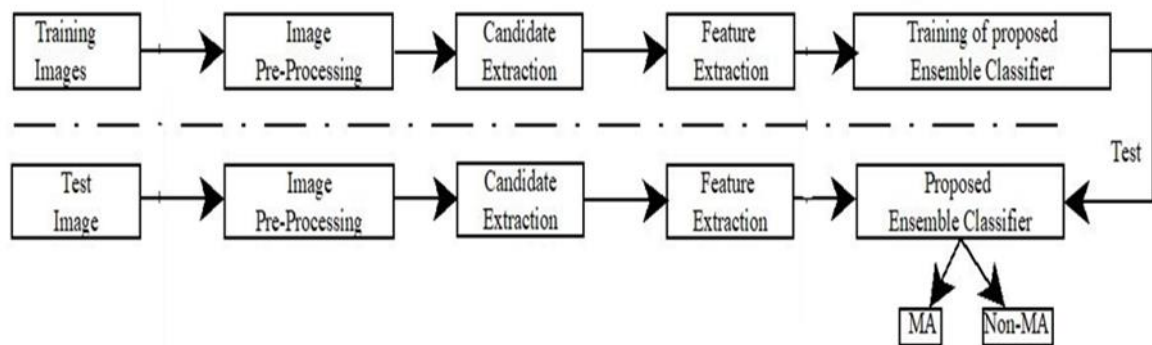 Training
Images
Image
Pre-Processing
Candidate
Extraction
Feature
Extraction
Training of proposed
Ensemble Classifier
Test
Test
Image
Image
Pre-Processing
Candidate
Extraction
Feature
Extraction
Proposed
Ensemble Classifier
MA
Non-MA